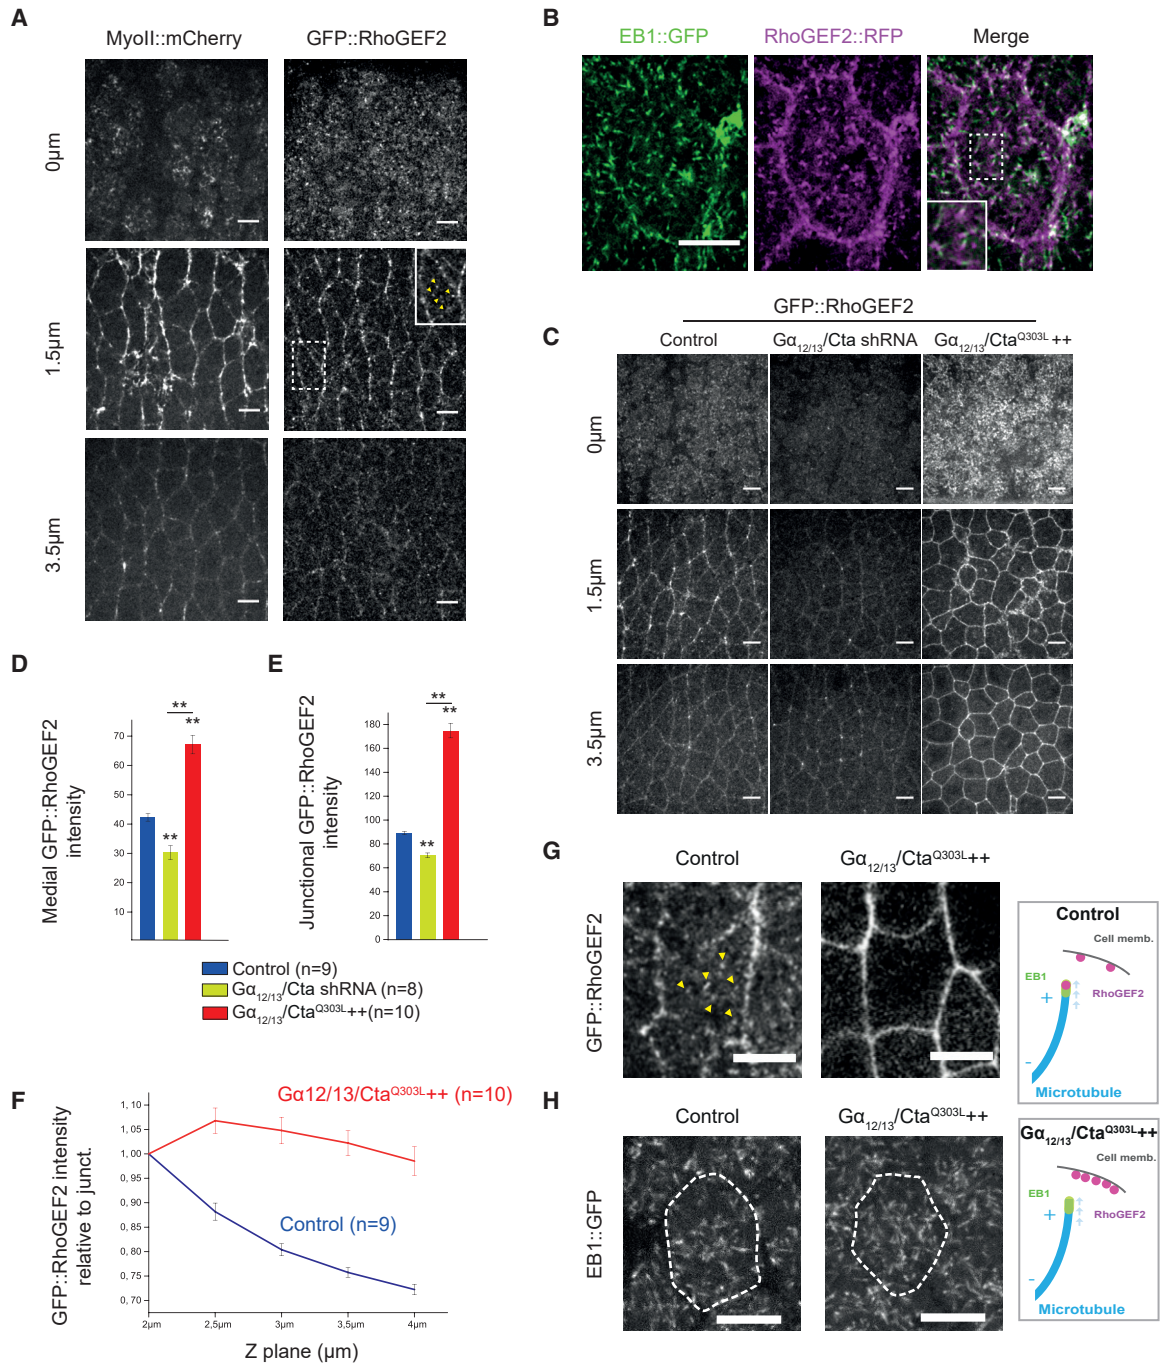 A
MyoII::mCherry
GFP::RhoGEF2
0µm
1.5µm
3.5µm
B
EB1::GFP
RhoGEF2::RFP
Merge
C
GFP::RhoGEF2
Control
Gα12/13/Cta shRNA
Gα12/13/CtaQ303L ++
0µm
1.5µm
3.5µm
D
Medial GFP::RhoGEF2
intensity
70
60
50
40
30
20
10
**
**
**
E
Junctional GFP::RhoGEF2
intensity
180
160
140
120
100
80
60
40
20
0
**
**
**
Control (n=9)
Gα12/13/Cta shRNA (n=8)
Gα12/13/CtaQ303L++(n=10)
F
GFP::RhoGEF2 intensity
relative to junct.
1, 10
1,05
1,00
0,95
0, 90
0,85
0, 80
0,75
0, 70
Gα12/13/CtaQ303L++ (n=10)
Control (n=9)
2µm
2,5µm
3µm
3,5µm
4µm
Z plane (µm)
G
GFP::RhoGEF2
Control
Gα12/13/CtaQ303L++
Control
Cell memb.
EB1
RhoGEF2
+
-
Microtubule
H
EB1::GFP
Control
Gα12/13/CtaQ303L++
Gα12/13/CtaQ303L++
Cell memb.
EB1
RhoGEF2
+
-
Microtubule